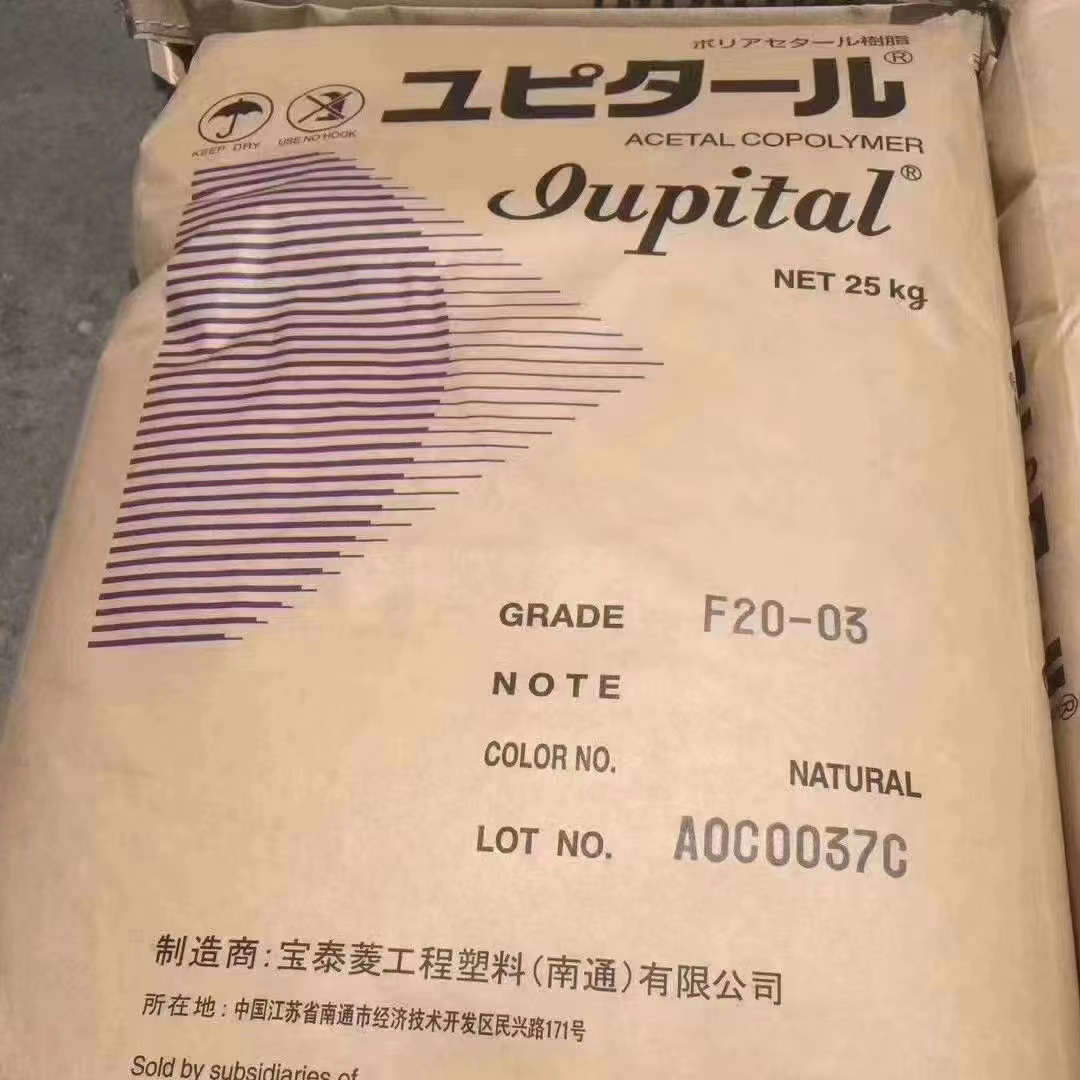 ポリアセタール樹脂
ユピタール®
KEEP DRY
USE NO HOOK
ACETAL COPOLYMER
Iupital®
NET 25 kg
GRADE F20-03
NOTE
COLOR NO. NATURAL
LOT NO. A0C0037C
制造商:宝泰菱工程塑料(南通)有限公司
所在地:中国江苏省南通市经济技术开发区民兴路171号
Sold by subsidiaries of